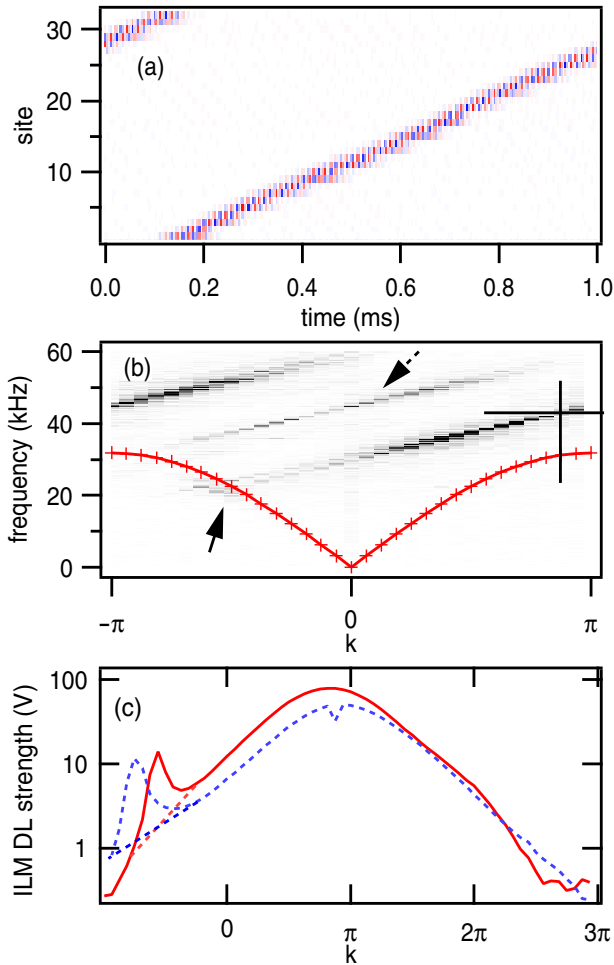 30
20
10
site
(a)
0.0 0.2 0.4 0.6 0.8 1.0
time (ms)
60
40
20
0
frequency (kHz)
(b)
−π 0 π
k
100
10
1
ILM DL strength (V)
(c)
0 π 2π 3π
k